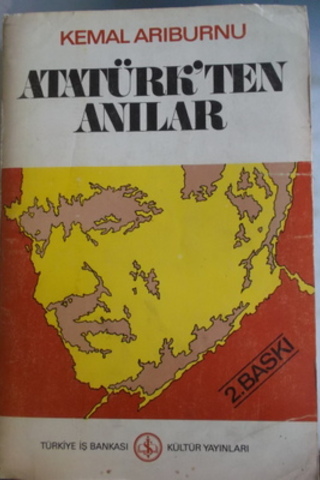 KEMAL ARIBURNU
ATATÜRK'TEN
ANILAR
2. BASKI
TÜRKİYE İŞ BANKASI KÜLTÜR YAYINLARI